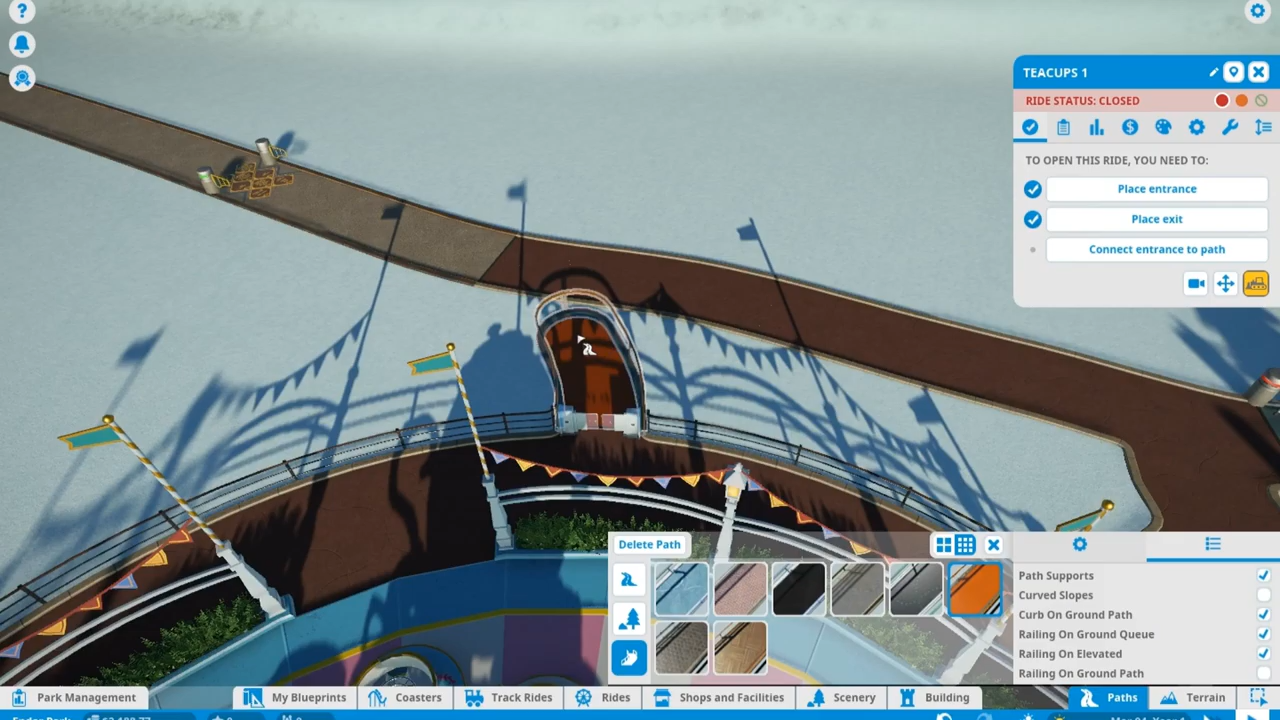 ?
TEACUPS 1
RIDE STATUS: CLOSED
TO OPEN THIS RIDE, YOU NEED TO:
Place entrance
Place exit
Connect entrance to path
Delete Path
Path Supports
Curved Slopes
Curb On Ground Path
Railing On Ground Queue
Railing On Elevated
Railing On Ground Path
Park Management
My Blueprints
Coasters
Track Rides
Rides
Shops and Facilities
Scenery
Building
Paths
Terrain